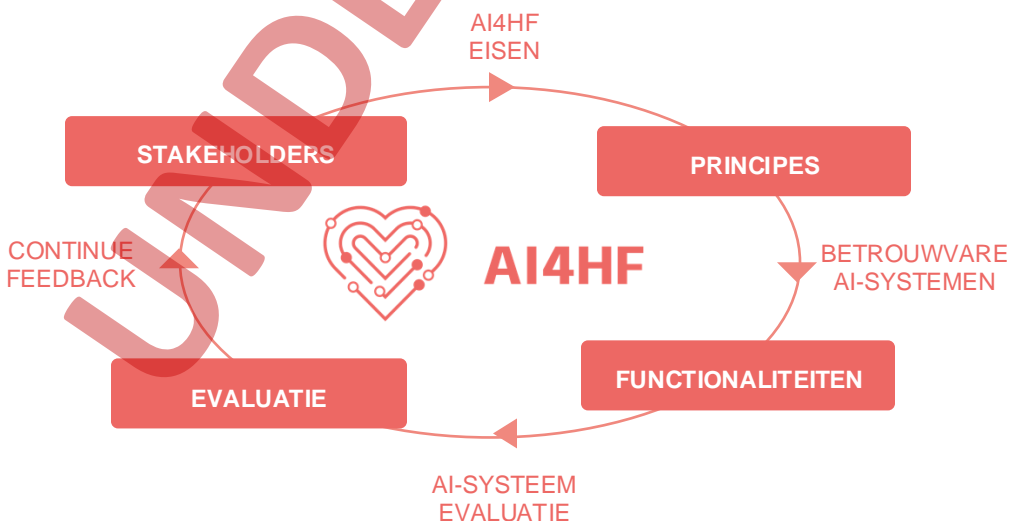 AI4HF
EISEN
STAKEHOLDERS
PRINCIPES
CONTINUE
FEEDBACK
AI4HF
BETROUWVARE
AI-SYSTEMEN
EVALUATIE
FUNCTIONALITEITEN
AI-SYSTEEM
EVALUATIE